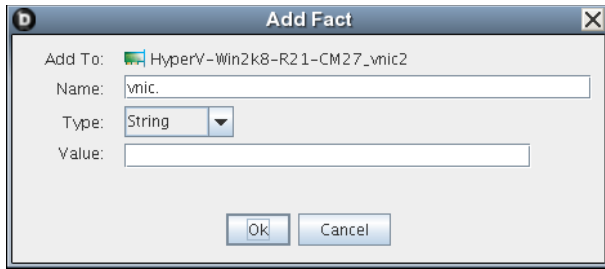 Add Fact
Add To: HyperV-Win2k8-R21-CM27_vnic2
Name: vnic.
Type: String
Value:
Ok Cancel